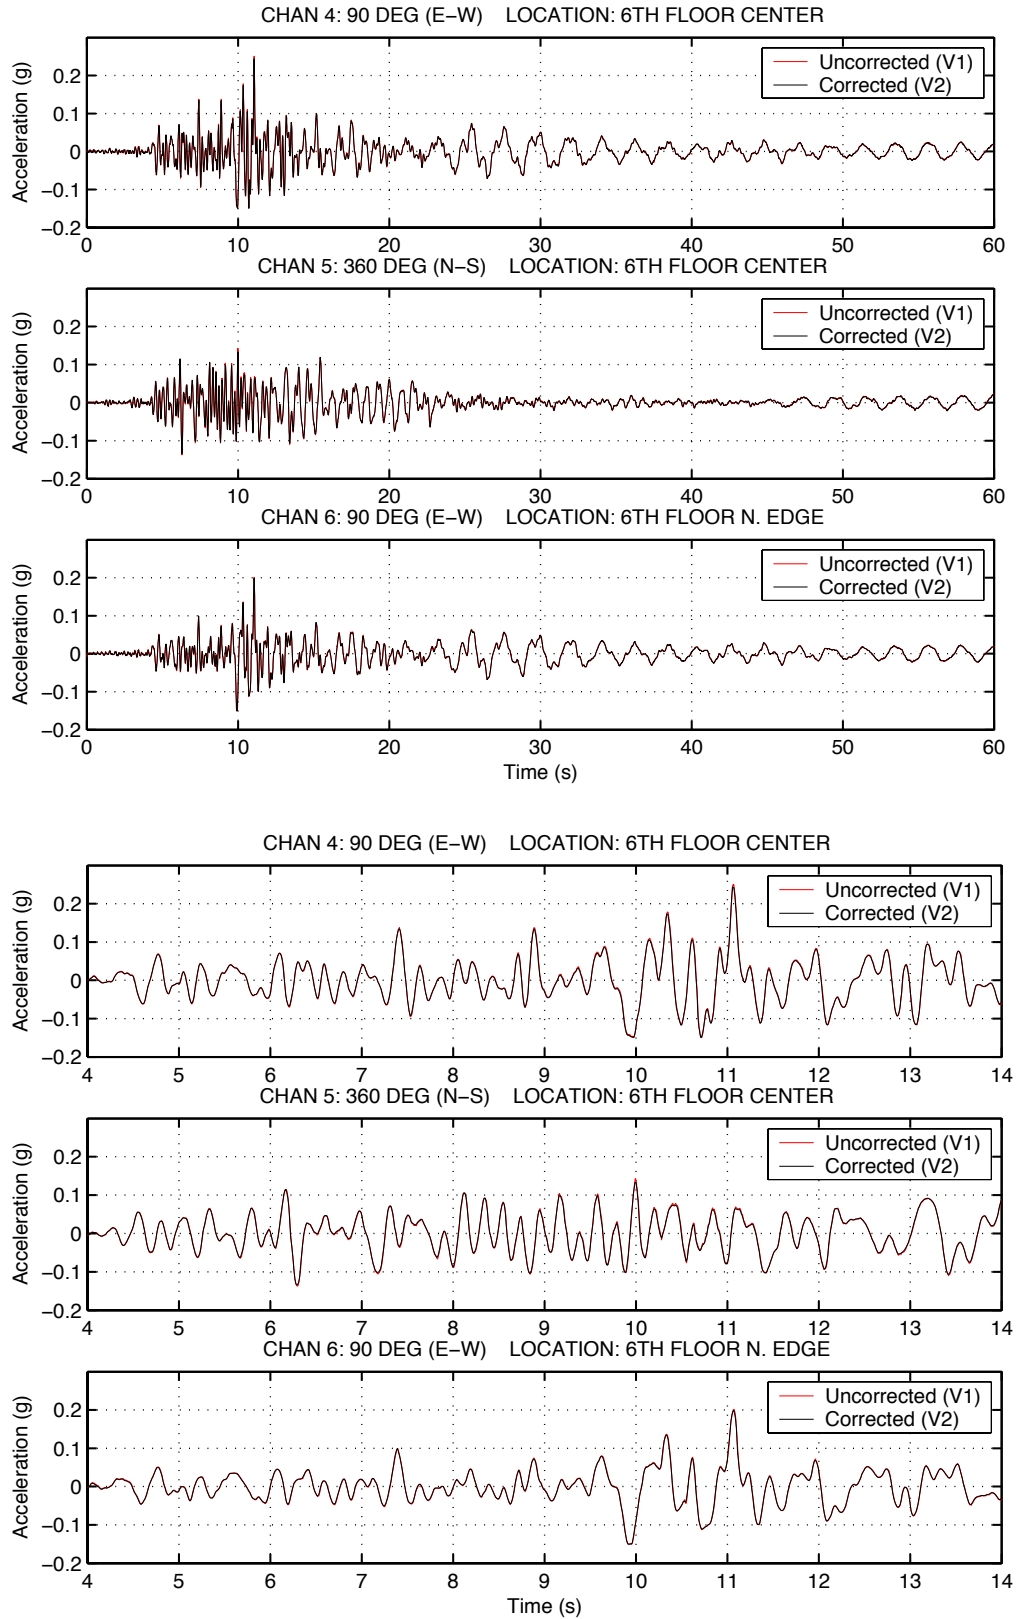 CHAN 4: 90 DEG (E−W) LOCATION: 6TH FLOOR CENTER
Acceleration (g)
Uncorrected (V1)
Corrected (V2)
0.2
0.1
0
−0.1
−0.2
0 10 20 30 40 50 60
CHAN 5: 360 DEG (N−S) LOCATION: 6TH FLOOR CENTER
Acceleration (g)
Uncorrected (V1)
Corrected (V2)
0.2
0.1
0
−0.1
−0.2
0 10 20 30 40 50 60
CHAN 6: 90 DEG (E−W) LOCATION: 6TH FLOOR N. EDGE
Acceleration (g)
Uncorrected (V1)
Corrected (V2)
0.2
0.1
0
−0.1
−0.2
0 10 20 30 40 50 60
Time (s)
CHAN 4: 90 DEG (E−W) LOCATION: 6TH FLOOR CENTER
Acceleration (g)
Uncorrected (V1)
Corrected (V2)
0.2
0.1
0
−0.1
−0.2
4 5 6 7 8 9 10 11 12 13 14
CHAN 5: 360 DEG (N−S) LOCATION: 6TH FLOOR CENTER
Acceleration (g)
Uncorrected (V1)
Corrected (V2)
0.2
0.1
0
−0.1
−0.2
4 5 6 7 8 9 10 11 12 13 14
CHAN 6: 90 DEG (E−W) LOCATION: 6TH FLOOR N. EDGE
Acceleration (g)
Uncorrected (V1)
Corrected (V2)
0.2
0.1
0
−0.1
−0.2
4 5 6 7 8 9 10 11 12 13 14
Time (s)